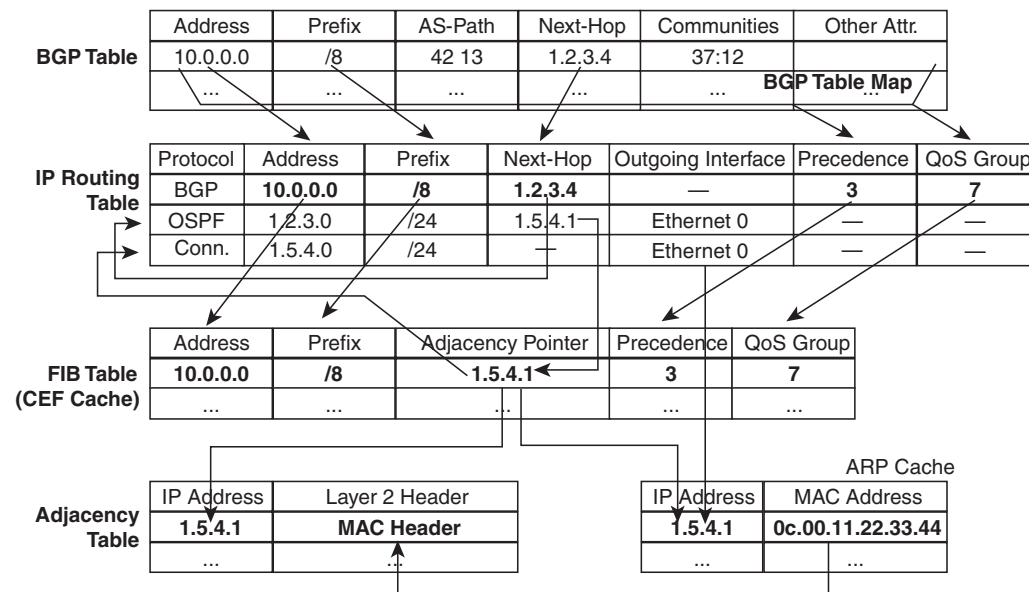 Address Prefix AS-Path Next-Hop Communities Other Attr.
BGP Table 10.0.0.0 /8 42 13 1.2.3.4 37:12
... ... ... ... ... ...
BGP Table Map
Protocol Address Prefix Next-Hop Outgoing Interface Precedence QoS Group
IP Routing
Table
BGP 10.0.0.0 /8 1.2.3.4 — 3 7
OSPF 1.2.3.0 /24 1.5.4.1 Ethernet 0 — —
Conn. 1.5.4.0 /24 — Ethernet 0 — —
Address Prefix Adjacency Pointer Precedence QoS Group
FIB Table
(CEF Cache)
10.0.0.0 /8 1.5.4.1 3 7
... ... ... ... ...
ARP Cache
Adjacency
Table
IP Address Layer 2 Header
1.5.4.1 MAC Header
... ...
IP Address MAC Address
1.5.4.1 0c.00.11.22.33.44
... ...